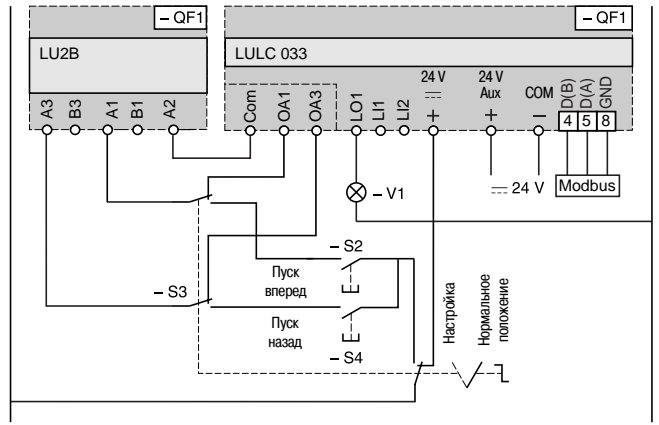 – QF1
– QF1
LU2B
LULC 033
A3
B3
A1
B1
A2
Com
OA1
OA3
LO1
LI1
LI2
24 V
+
24 V
Aux
+
COM
–
D(B)
D(A)
GND
4 5 8
– V1
24 V
Modbus
– S2
Пуск
вперед
– S3
Пуск
назад
– S4
Настройка
Нормальное
положение